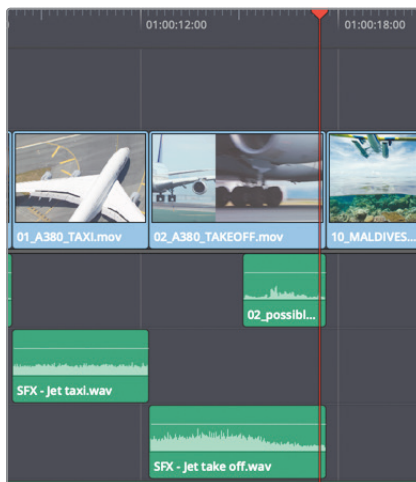 01:00:12:00
01:00:18:00
01_A380_TAXI.mov
02_A380_TAKEOFF.mov
10_MALDIVES...
02_possibl...
SFX - Jet taxi.wav
SFX - Jet take off.wav